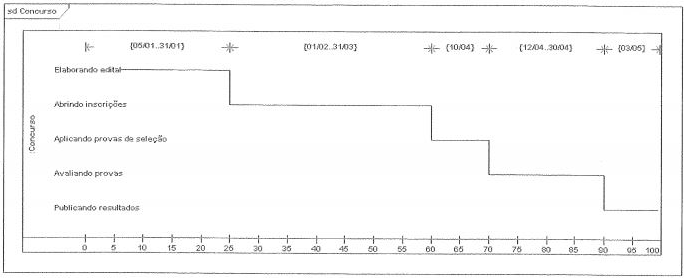 sd Concurso
{05/01..31/01} {01/02..31/03} {10/04} {12/04..30/04} {03/05}
Elaborando edital
Abrindo inscrições
Aplicando provas de seleção
Avaliando provas
Publicando resultados
:Concurso
0 5 10 15 20 25 30 35 40 45 50 55 60 65 70 75 80 85 90 95 100